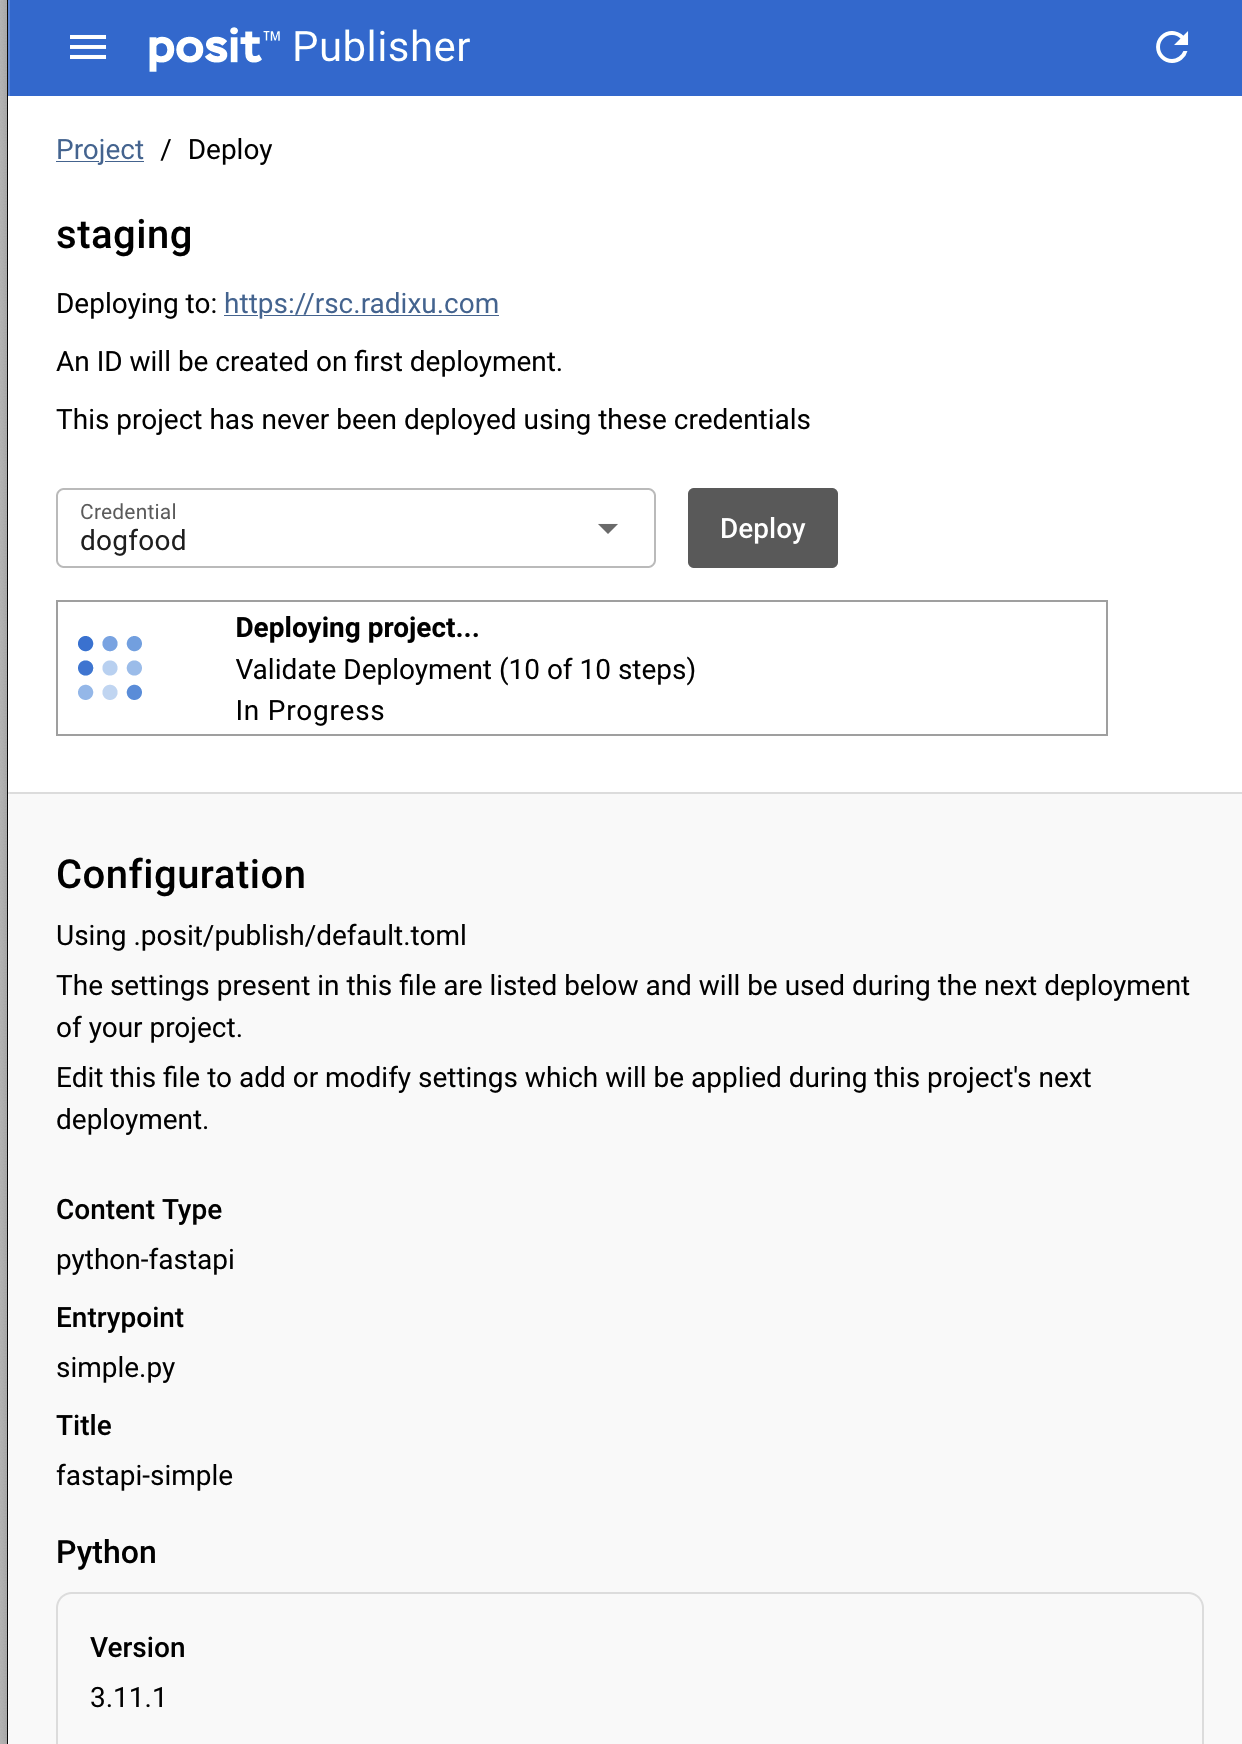 posit™ Publisher
Project / Deploy
staging
Deploying to: https://rsc.radixu.com
An ID will be created on first deployment.
This project has never been deployed using these credentials
Credential
dogfood
Deploy
Deploying project...
Validate Deployment (10 of 10 steps)
In Progress
Configuration
Using .posit/publish/default.toml
The settings present in this file are listed below and will be used during the next deployment
of your project.
Edit this file to add or modify settings which will be applied during this project's next
deployment.
Content Type
python-fastapi
Entrypoint
simple.py
Title
fastapi-simple
Python
Version
3.11.1